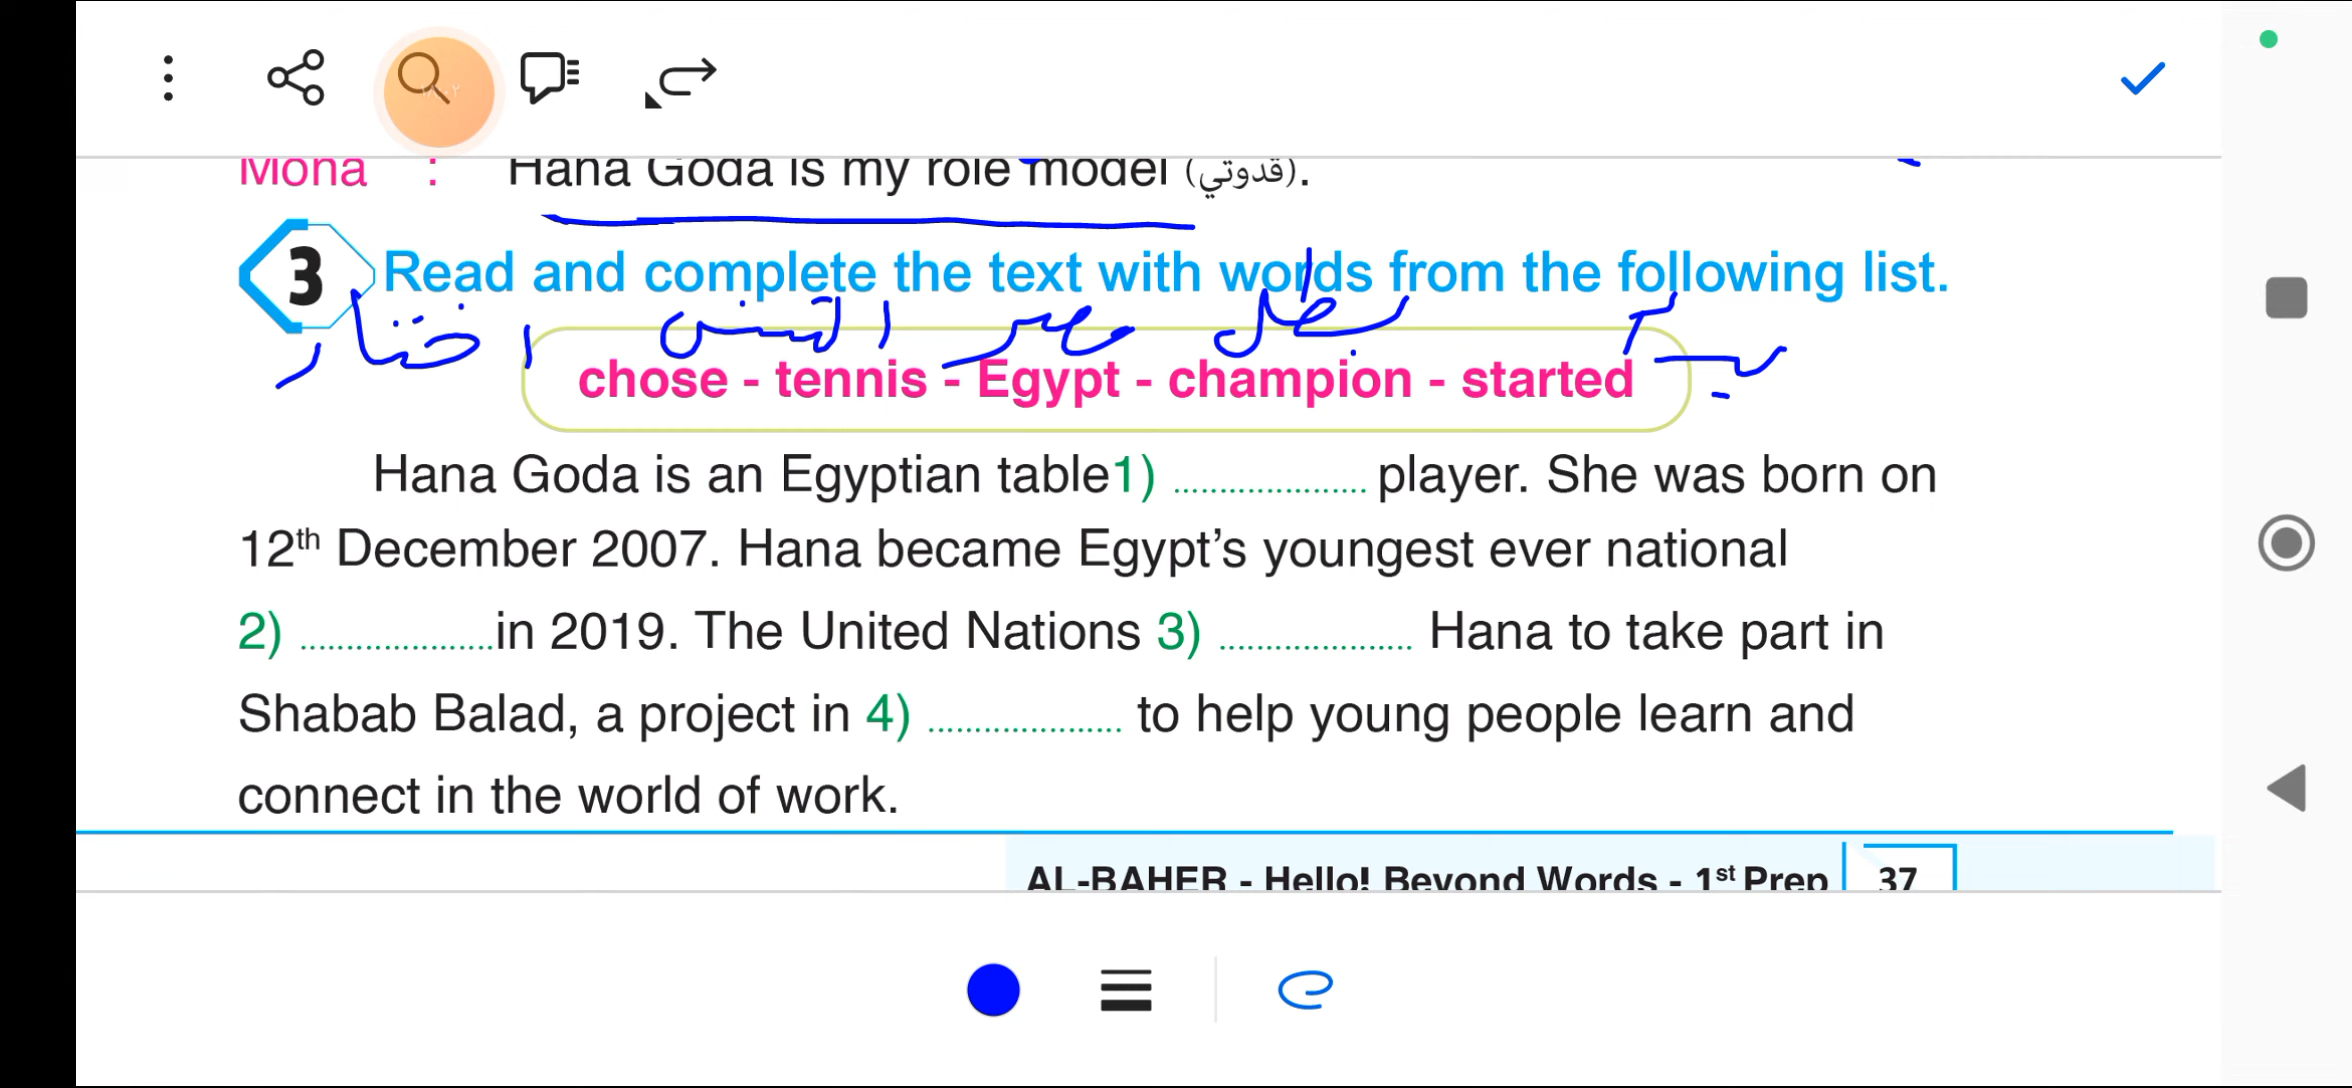 Mona : Hana Goda is my role model (قدوتي).
3 Read and complete the text with words from the following list.
اختار التنس مصر بطل
chose - tennis - Egypt - champion - started
Hana Goda is an Egyptian table1) .................... player. She was born on
12th December 2007. Hana became Egypt’s youngest ever national
2) .................... in 2019. The United Nations 3) .................... Hana to take part in
Shabab Balad, a project in 4) .................... to help young people learn and
connect in the world of work.
AL-BAHER - Hello! Beyond Words - 1st Prep 37